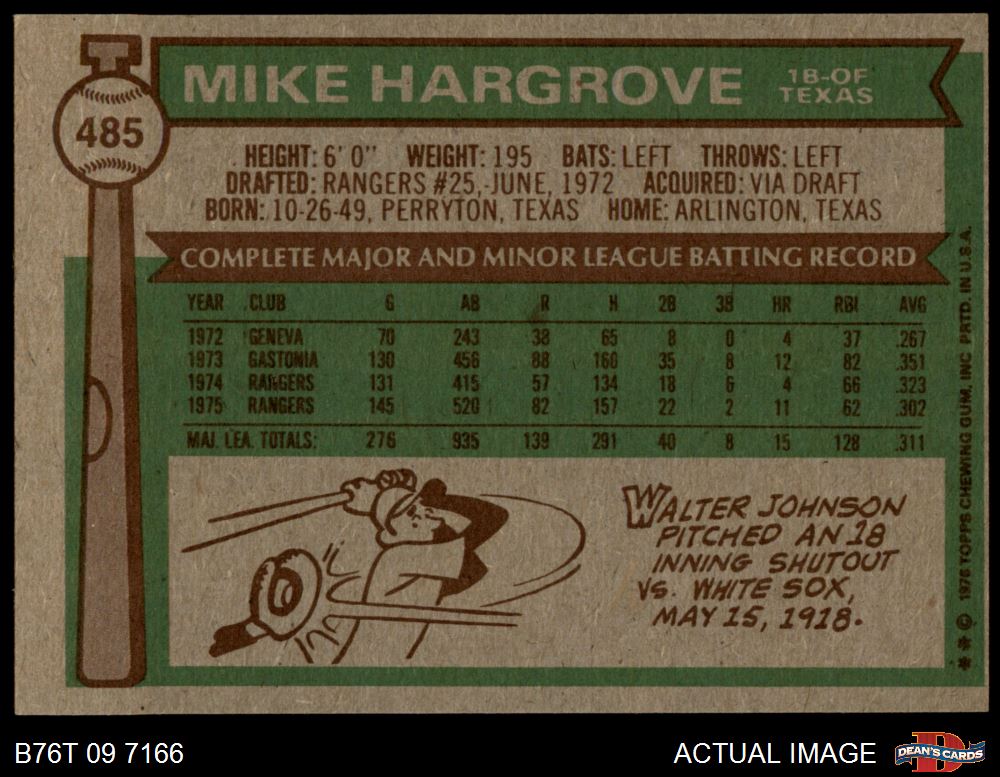 MIKE HARGROVE
1B-OF
TEXAS
485
HEIGHT: 6' 0" WEIGHT: 195 BATS: LEFT THROWS: LEFT
DRAFTED: RANGERS #25, JUNE, 1972 ACQUIRED: VIA DRAFT
BORN: 10-26-49, PERRYTON, TEXAS HOME: ARLINGTON, TEXAS
COMPLETE MAJOR AND MINOR LEAGUE BATTING RECORD
YEAR CLUB G AB R H 2B 3B HR RBI AVG
1972 GENEVA 70 243 38 65 8 0 4 37 .267
1973 GASTONIA 130 456 88 160 35 8 12 82 .351
1974 RANGERS 131 415 57 134 18 6 4 66 .323
1975 RANGERS 145 520 82 157 22 2 11 62 .302
MAJ. LEA. TOTALS: 276 935 139 291 40 8 15 128 .311
WALTER JOHNSON
PITCHED AN 18
INNING SHUTOUT
VS. WHITE SOX,
MAY 15, 1918.
** © 1976 TOPPS CHEWING GUM, INC PRTD. IN U.S.A.
B76T 09 7166
ACTUAL IMAGE
D
DEAN'S CARDS